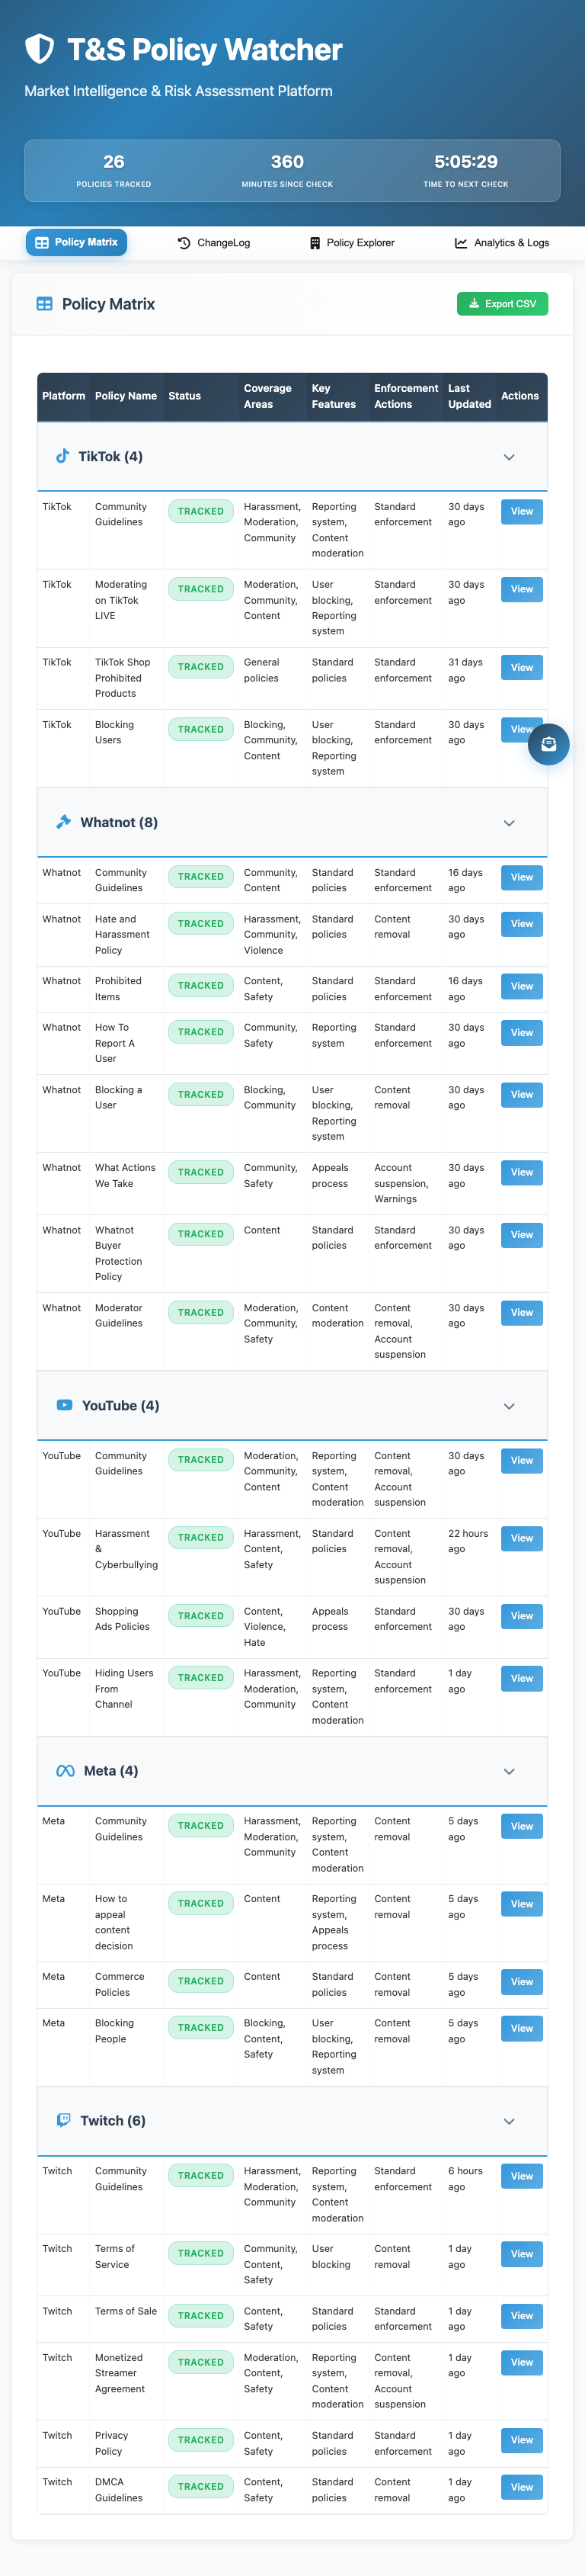 T&S Policy Watcher
Market Intelligence & Risk Assessment Platform
26 360 5:05:29
POLICIES TRACKED MINUTES SINCE CHECK TIME TO NEXT CHECK
Policy Matrix ChangeLog Policy Explorer Analytics & Logs
Policy Matrix Export CSV
Platform Policy Name Status Coverage Areas Key Features Enforcement Actions Last Updated Actions
TikTok (4)
TikTok Community Guidelines TRACKED Harassment, Moderation, Community Reporting system, Content moderation Standard enforcement 30 days ago View
TikTok Moderating on TikTok LIVE TRACKED Moderation, Community, Content User blocking, Reporting system Standard enforcement 30 days ago View
TikTok TikTok Shop Prohibited Products TRACKED General policies Standard policies Standard enforcement 31 days ago View
TikTok Blocking Users TRACKED Blocking, Community, Content User blocking, Reporting system Standard enforcement 30 days ago View
Whatnot (8)
Whatnot Community Guidelines TRACKED Community, Content Standard policies Standard enforcement 16 days ago View
Whatnot Hate and Harassment Policy TRACKED Harassment, Community, Violence Standard policies Content removal 30 days ago View
Whatnot Prohibited Items TRACKED Content, Safety Standard policies Standard enforcement 16 days ago View
Whatnot How To Report A User TRACKED Community, Safety Reporting system Standard enforcement 30 days ago View
Whatnot Blocking a User TRACKED Blocking, Community User blocking, Reporting system Content removal 30 days ago View
Whatnot What Actions We Take TRACKED Community, Safety Appeals process Account suspension, Warnings 30 days ago View
Whatnot Whatnot Buyer Protection Policy TRACKED Content Standard policies Standard enforcement 30 days ago View
Whatnot Moderator Guidelines TRACKED Moderation, Community, Safety Content moderation Content removal, Account suspension 30 days ago View
YouTube (4)
YouTube Community Guidelines TRACKED Moderation, Community, Content Reporting system, Content moderation Content removal, Account suspension 30 days ago View
YouTube Harassment & Cyberbullying TRACKED Harassment, Content, Safety Standard policies Content removal, Account suspension 22 hours ago View
YouTube Shopping Ads Policies TRACKED Content, Violence, Hate Appeals process Standard enforcement 30 days ago View
YouTube Hiding Users From Channel TRACKED Harassment, Moderation, Community Reporting system, Content moderation Standard enforcement 1 day ago View
Meta (4)
Meta Community Guidelines TRACKED Harassment, Moderation, Community Reporting system, Content moderation Content removal 5 days ago View
Meta How to appeal content decision TRACKED Content Reporting system, Appeals process Content removal 5 days ago View
Meta Commerce Policies TRACKED Content Standard policies Content removal 5 days ago View
Meta Blocking People TRACKED Blocking, Content, Safety User blocking, Reporting system Content removal 5 days ago View
Twitch (6)
Twitch Community Guidelines TRACKED Harassment, Moderation, Community Reporting system, Content moderation Standard enforcement 6 hours ago View
Twitch Terms of Service TRACKED Community, Content, Safety User blocking Content removal 1 day ago View
Twitch Terms of Sale TRACKED Content, Safety Standard policies Standard enforcement 1 day ago View
Twitch Monetized Streamer Agreement TRACKED Moderation, Content, Safety Reporting system, Content moderation Content removal, Account suspension 1 day ago View
Twitch Privacy Policy TRACKED Content, Safety Standard policies Standard enforcement 1 day ago View
Twitch DMCA Guidelines TRACKED Content, Safety Standard policies Content removal 1 day ago View